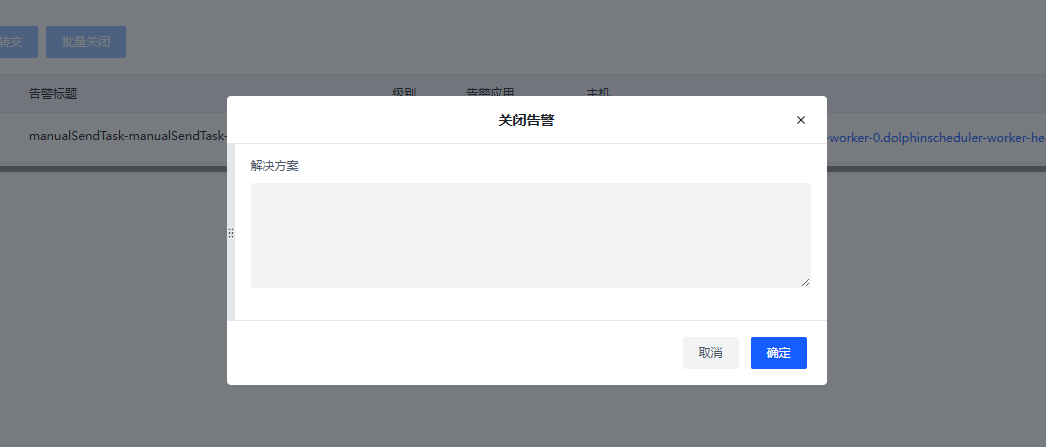 转交 批量关闭
告警标题 级别 告警应用 主机
关闭告警
manualSendTask-manualSendTask- -worker-0.dolphinscheduler-worker-hea
解决方案
取消 确定